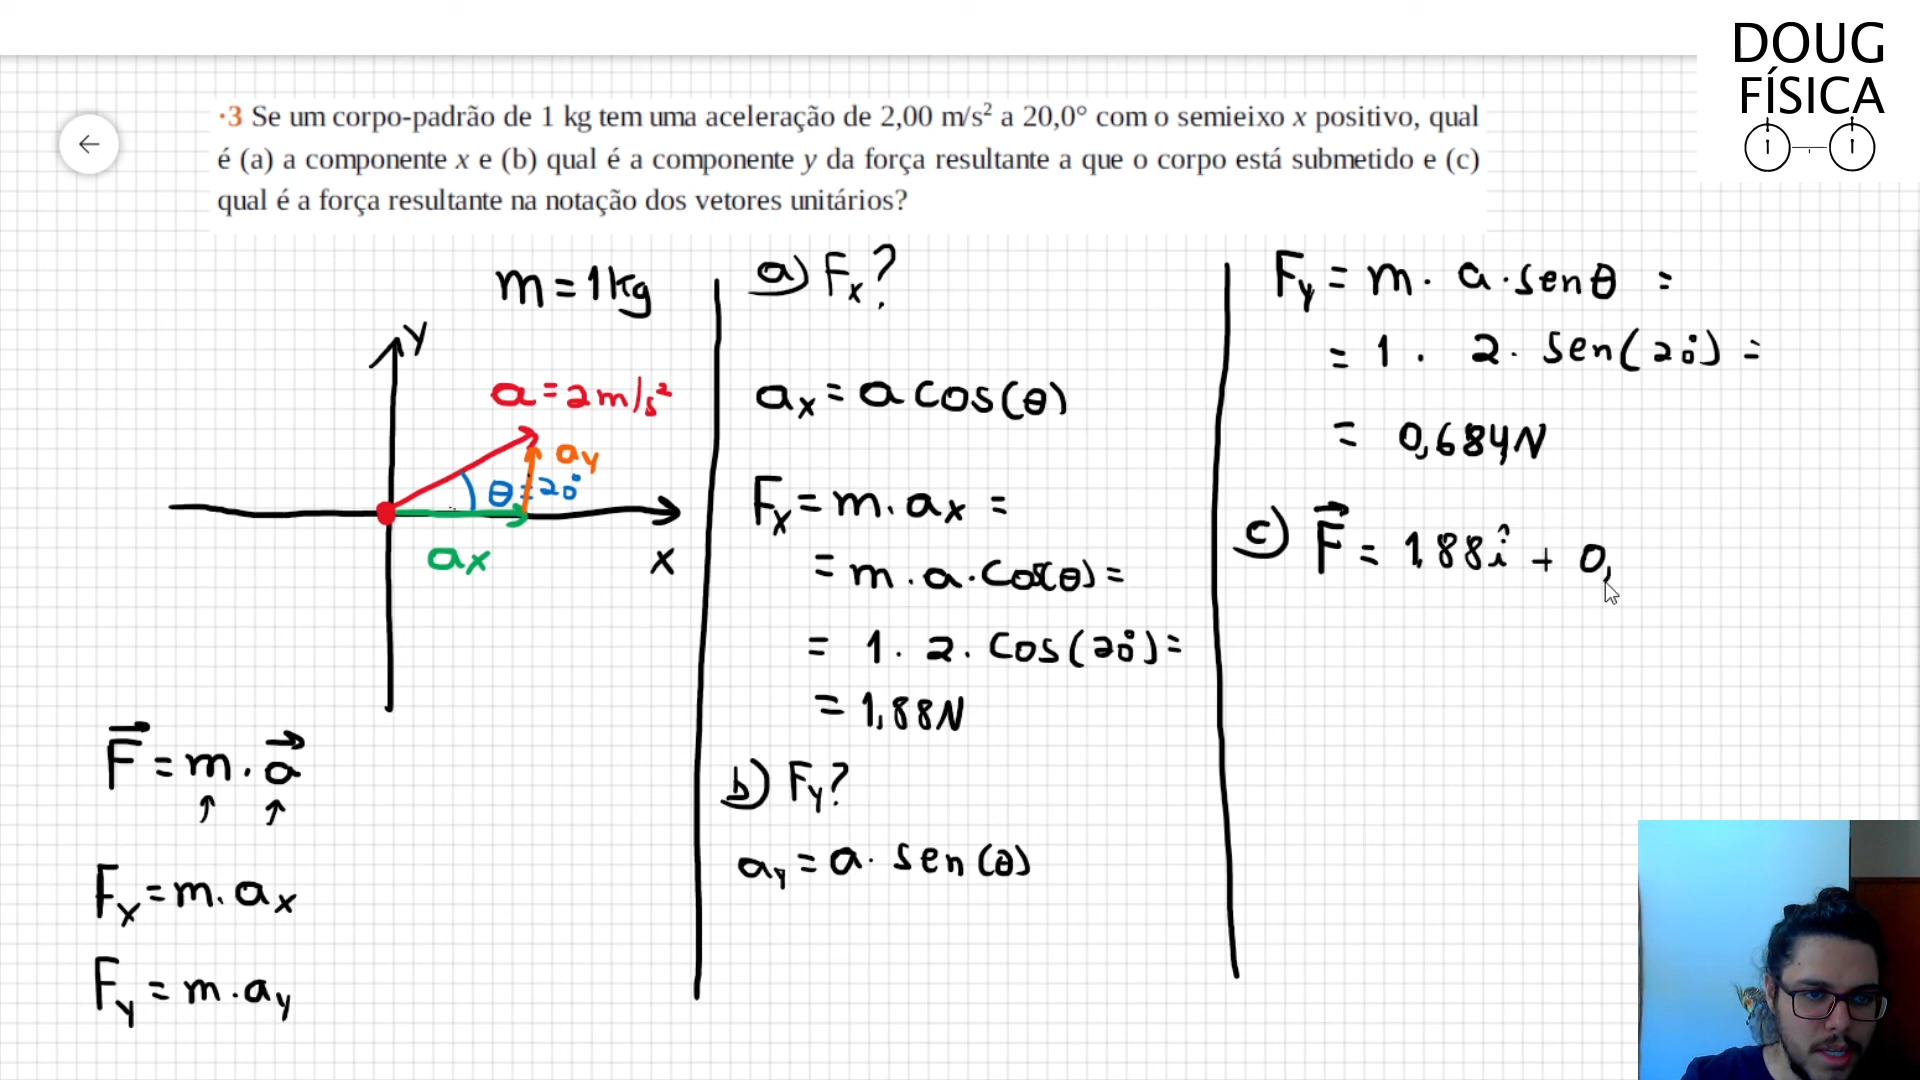 DOUG
FÍSICA
·3 Se um corpo-padrão de 1 kg tem uma aceleração de 2,00 m/s² a 20,0° com o semieixo x positivo, qual
é (a) a componente x e (b) qual é a componente y da força resultante a que o corpo está submetido e (c)
qual é a força resultante na notação dos vetores unitários?
m = 1kg
y
a = 2m/s²
ay
θ = 20°
ax
x
F⃗ = m · a⃗
Fx = m. ax
Fy = m . ay
a) Fx?
ax = a cos(θ)
Fx = m. ax =
= m . a . cos(θ) =
= 1 . 2 . cos(20°) =
= 1,88N
b) Fy?
ay = a . sen(θ)
Fy = m . a . senθ =
= 1 . 2 . sen(20°) =
= 0,684N
c) F⃗ = 1,88î + 0,